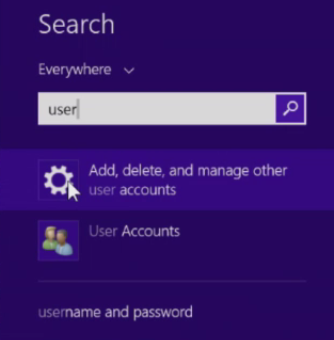 Search
Everywhere
user
Add, delete, and manage other
user accounts
User Accounts
username and password